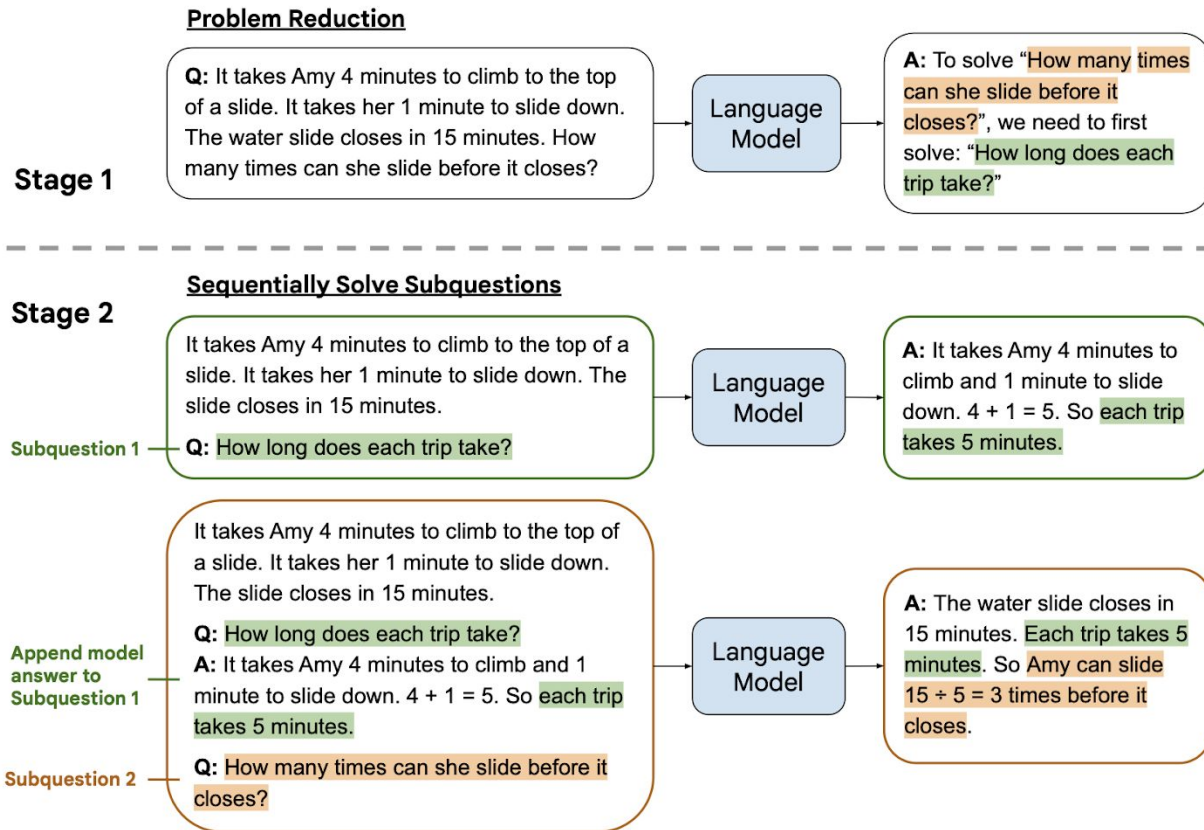 Problem Reduction
Stage 1
Q: It takes Amy 4 minutes to climb to the top
of a slide. It takes her 1 minute to slide down.
The water slide closes in 15 minutes. How
many times can she slide before it closes?
Language
Model
A: To solve “How many times
can she slide before it
closes?”, we need to first
solve: “How long does each
trip take?”
Sequentially Solve Subquestions
Stage 2
It takes Amy 4 minutes to climb to the top of a
slide. It takes her 1 minute to slide down. The
slide closes in 15 minutes.
Subquestion 1
Q: How long does each trip take?
Language
Model
A: It takes Amy 4 minutes to
climb and 1 minute to slide
down. 4 + 1 = 5. So each trip
takes 5 minutes.
It takes Amy 4 minutes to climb to the top of
a slide. It takes her 1 minute to slide down.
The slide closes in 15 minutes.
Q: How long does each trip take?
Append model
answer to
Subquestion 1
A: It takes Amy 4 minutes to climb and 1
minute to slide down. 4 + 1 = 5. So each trip
takes 5 minutes.
Subquestion 2
Q: How many times can she slide before it
closes?
Language
Model
A: The water slide closes in
15 minutes. Each trip takes 5
minutes. So Amy can slide
15 ÷ 5 = 3 times before it
closes.